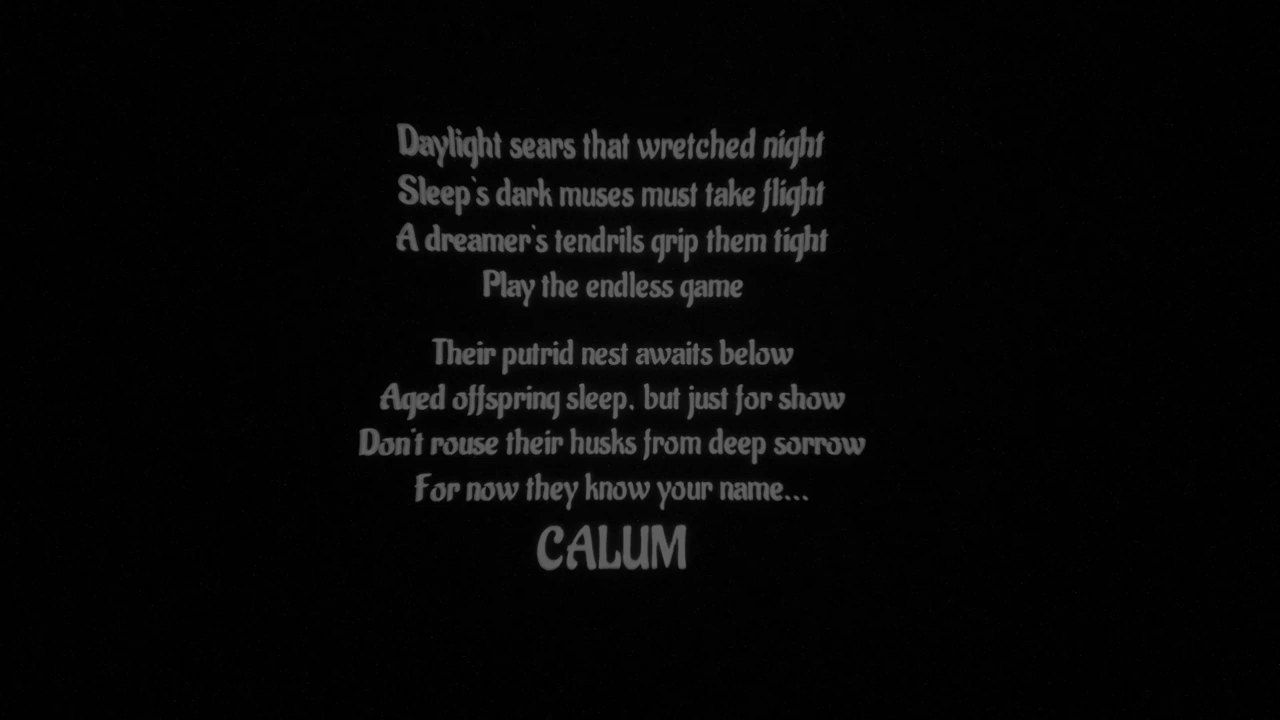 Daylight sears that wretched night
Sleep's dark muses must take flight
A dreamer's tendrils grip them tight
Play the endless game
Their putrid nest awaits below
Aged offspring sleep, but just for show
Don't rouse their husks from deep sorrow
For now they know your name...
CALUM